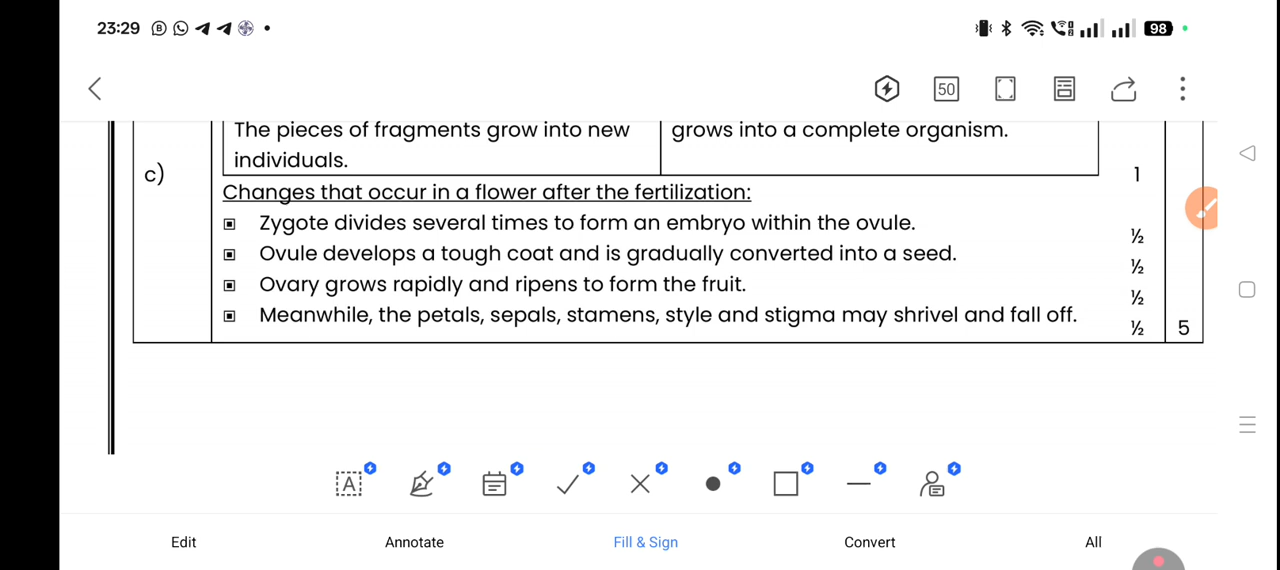 23:29 98
50
The pieces of fragments grow into new grows into a complete organism.
individuals.
c) 1
Changes that occur in a flower after the fertilization:
Zygote divides several times to form an embryo within the ovule. ½
Ovule develops a tough coat and is gradually converted into a seed. ½
Ovary grows rapidly and ripens to form the fruit. ½
Meanwhile, the petals, sepals, stamens, style and stigma may shrivel and fall off. ½ 5
A
Edit Annotate Fill & Sign Convert All